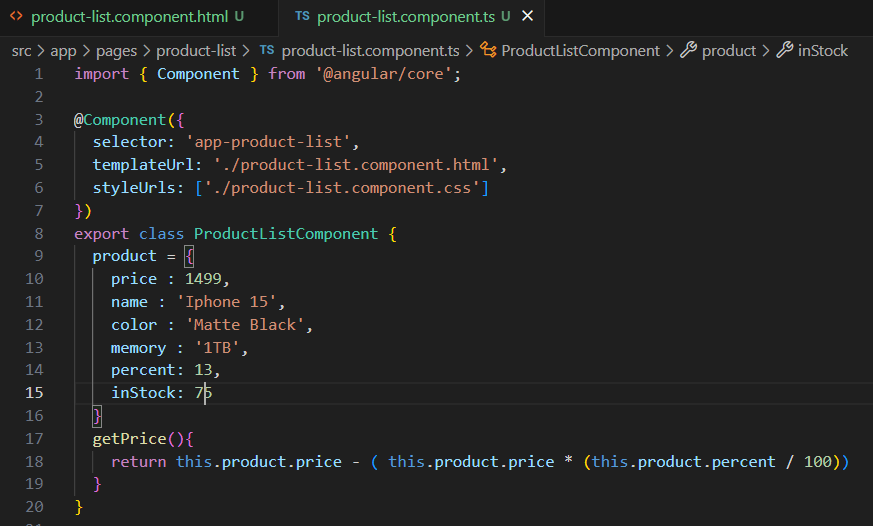 product-list.component.html U TS product-list.component.ts U
src > app > pages > product-list > TS product-list.component.ts > ProductListComponent > product > inStock
1 import { Component } from '@angular/core';
2
3 @Component({
4 selector: 'app-product-list',
5 templateUrl: './product-list.component.html',
6 styleUrls: ['./product-list.component.css']
7 })
8 export class ProductListComponent {
9 product = {
10 price : 1499,
11 name : 'Iphone 15',
12 color : 'Matte Black',
13 memory : '1TB',
14 percent: 13,
15 inStock: 75
16 }
17 getPrice(){
18 return this.product.price - ( this.product.price * (this.product.percent / 100))
19 }
20 }